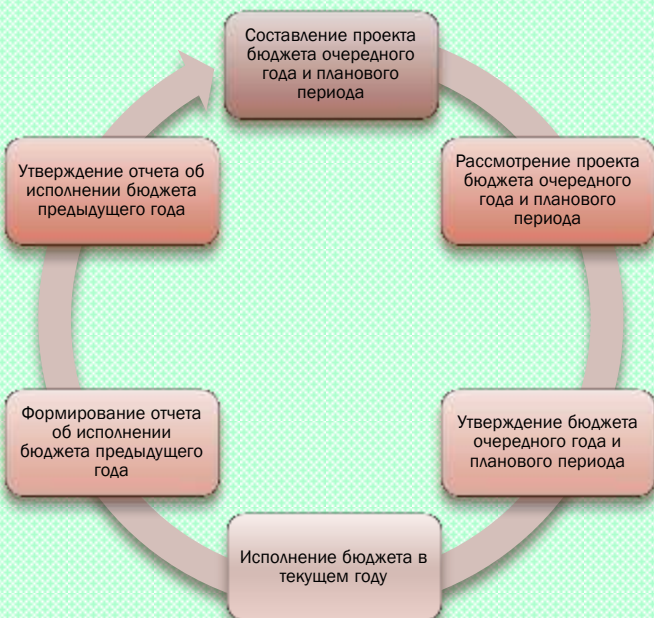 Составление проекта
бюджета очередного
года и планового
периода
Рассмотрение проекта
бюджета очередного
года и планового
периода
Утверждение бюджета
очередного года и
планового периода
Исполнение бюджета в
текущем году
Формирование отчета
об исполнении
бюджета предыдущего
года
Утверждение отчета об
исполнении бюджета
предыдущего года